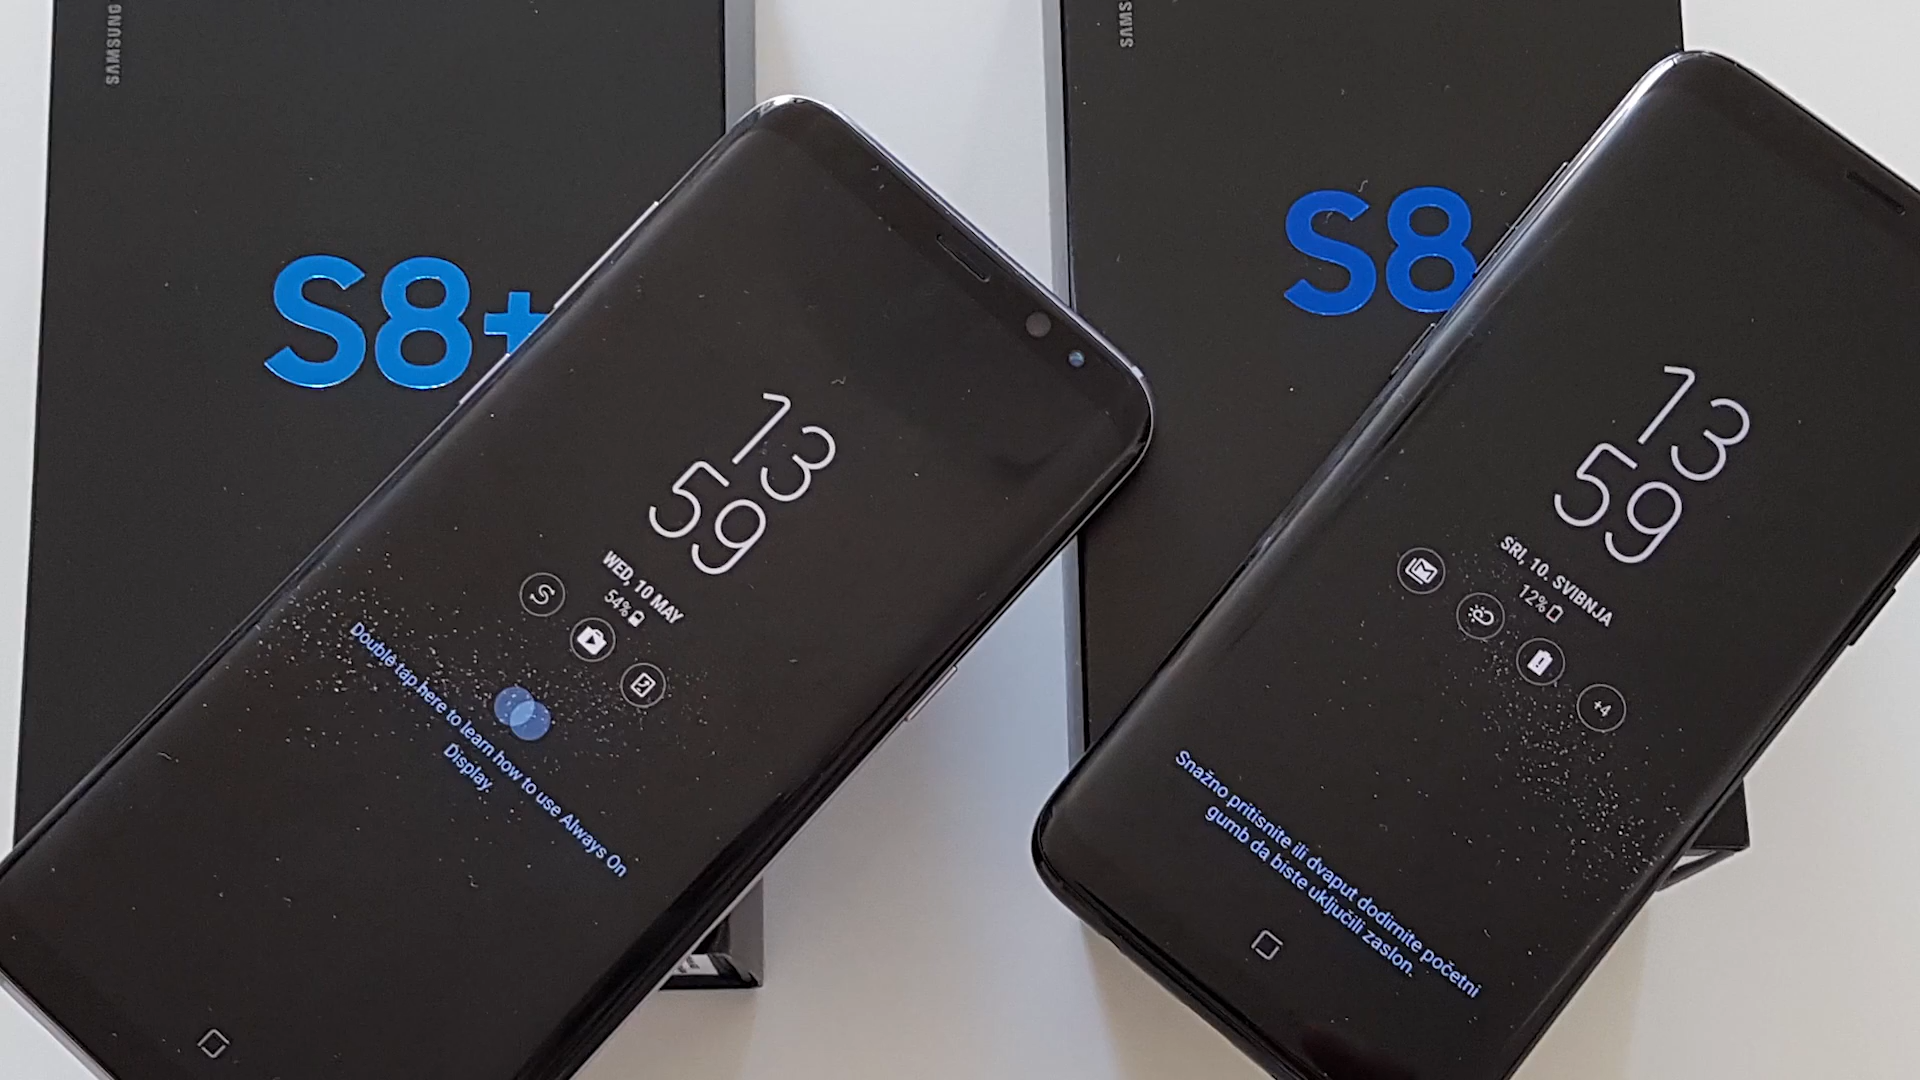 SAMSUNG
S8+
13
59
WED, 10 MAY
54%
Double tap here to learn how to use Always On
Display.
SAMS
S8
13
59
SRI, 10. SVIBNJA
12%
+4
Snažno pritisnite ili dvaput dodirnite početni
gumb da biste uključili zaslon.